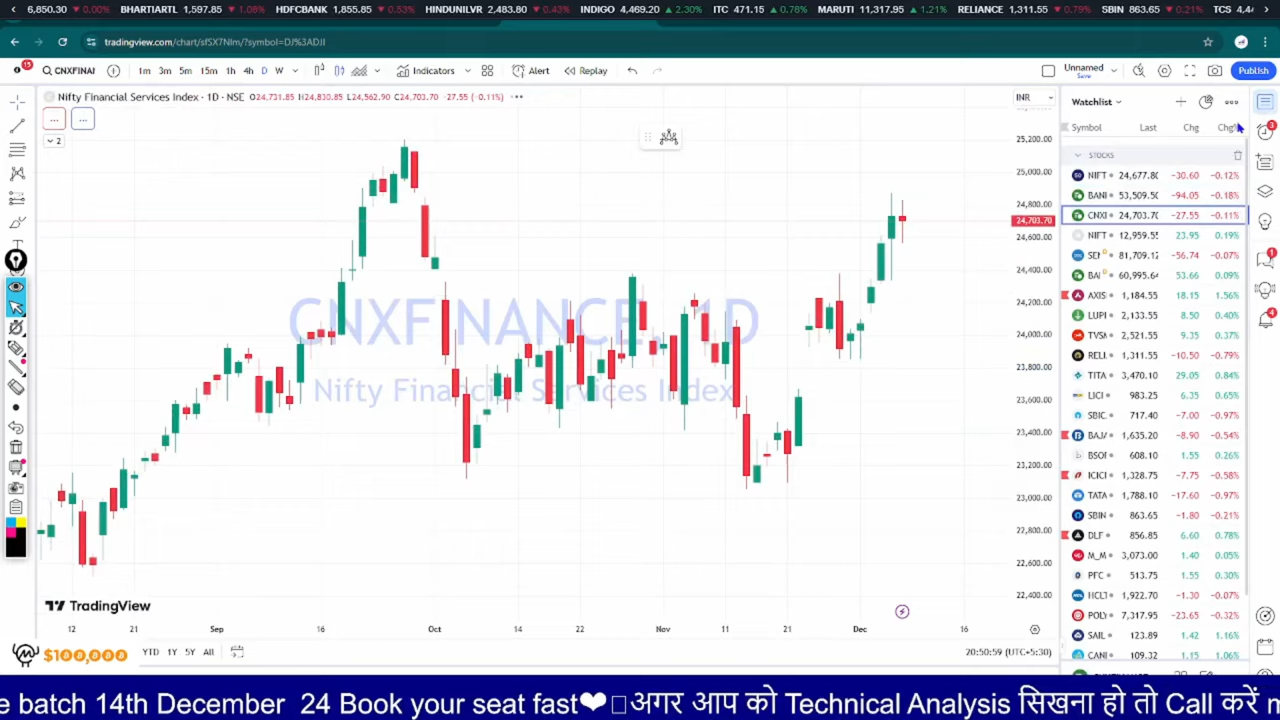 6,850.30 0.00% BHARTIARTL 1,597.85 1.08% HDFCBANK 1,855.85 0.53% HINDUNILVR 2,483.80 0.43% INDIGO 4,469.20 2.30% ITC 471.15 0.78% MARUTI 11,317.95 1.21% RELIANCE 1,311.55 0.79% SBIN 863.65 0.21% TCS 4,4
tradingview.com/chart/sfSX7Nlm/?symbol=DJ%3ADJI
15
CNXFINAI 1m 3m 5m 15m 1h 4h D W Indicators Alert Replay Unnamed Save Publish
Nifty Financial Services Index · 1D · NSE O24,731.85 H24,830.85 L24,562.90 C24,703.70 -27.55 (-0.11%)
INR
Watchlist
2
Symbol Last Chg Chg%
STOCKS
NIFT 24,677.80 -30.60 -0.12%
BANI 53,509.50 -94.05 -0.18%
CNXI 24,703.70 -27.55 -0.11%
NIFT 12,959.55 23.95 0.19%
SEI 81,709.12 -56.74 -0.07%
BAI 60,995.64 53.66 0.09%
AXIS 1,184.55 18.15 1.56%
LUPI 2,133.55 8.50 0.40%
TVSA 2,521.55 9.35 0.37%
RELI 1,311.55 -10.50 -0.79%
TITA 3,470.10 29.05 0.84%
LICI 983.25 6.35 0.65%
SBIC 717.40 -7.00 -0.97%
BAJA 1,635.20 -8.90 -0.54%
BSOI 608.10 1.55 0.26%
ICICI 1,328.75 -7.75 -0.58%
TATA 1,788.10 -17.60 -0.97%
SBIN 863.65 -1.80 -0.21%
DLF 856.85 6.60 0.78%
M_M 3,073.00 1.40 0.05%
PFC 513.75 1.55 0.30%
HCLT 1,922.70 -1.30 -0.07%
POLY 7,317.95 -23.65 -0.32%
SAIL 123.89 1.42 1.16%
CANI 109.32 1.15 1.06%
25,200.00
25,000.00
24,800.00
24,703.70
24,600.00
24,400.00
24,200.00
24,000.00
23,800.00
23,600.00
23,400.00
23,200.00
23,000.00
22,800.00
22,600.00
22,400.00
CNXFINANCE, 1D
Nifty Financial Services Index
TradingView
12 21 Sep 16 Oct 14 22 Nov 11 21 Dec 16
$100,000 YTD 1Y 5Y All 20:50:59 (UTC+5:30)
e batch 14th December 24 Book your seat fast❤ अगर आप को Technical Analysis सिखना हो तो Call करें